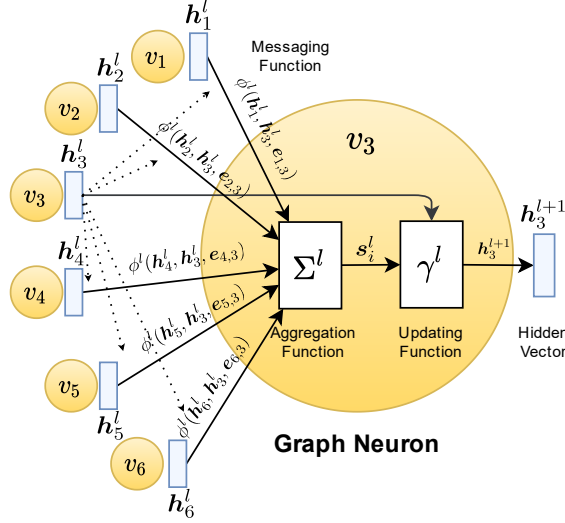 h_1^l
v_1
Messaging
Function
h_2^l
v_2
ϕ^l(h_1^l, h_3^l, e_{1,3})
ϕ^l(h_2^l, h_3^l, e_{2,3})
v_3
h_3^l
v_3
h_3^{l+1}
h_4^l
v_4
ϕ^l(h_4^l, h_3^l, e_{4,3})
Σ^l
s_i^l
γ^l
h_3^{l+1}
ϕ^l(h_5^l, h_3^l, e_{5,3})
Aggregation
Function
Updating
Function
Hidden
Vector
v_5
h_5^l
ϕ^l(h_6^l, h_3^l, e_{6,3})
Graph Neuron
v_6
h_6^l